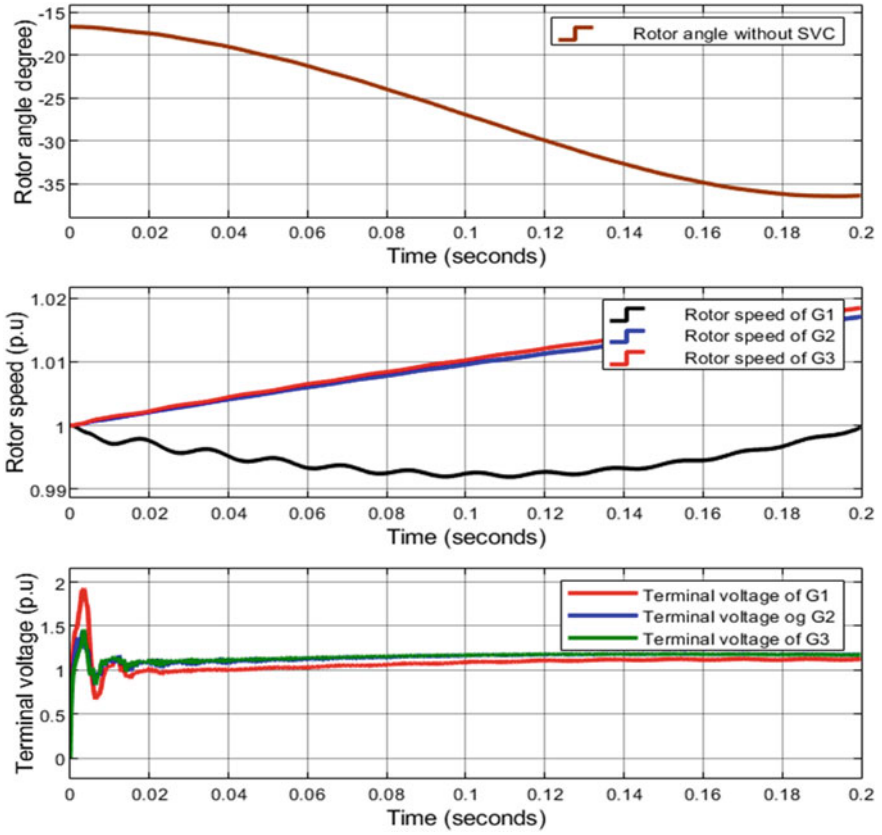 Rotor angle degree)
-15
-20
-25
-30
-35
Rotor angle without SVC
0 0.02 0.04 0.06 0.08 0.1 0.12 0.14 0.16 0.18 0.2
Time (seconds)
Rotor speed (p.u)
1.02
1.01
1
0.99
Rotor speed of G1
Rotor speed of G2
Rotor speed of G3
0 0.02 0.04 0.06 0.08 0.1 0.12 0.14 0.16 0.18 0.2
Time (seconds)
Terminal voltage (p.u)
2
1.5
1
0.5
0
Terminal voltage of G1
Terminal voltage og G2
Terminal voltage of G3
0 0.02 0.04 0.06 0.08 0.1 0.12 0.14 0.16 0.18 0.2
Time (seconds)